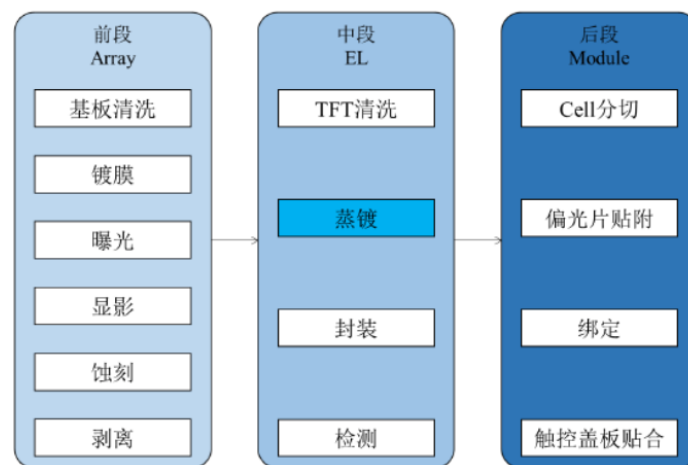 前段
Array
基板清洗
镀膜
曝光
显影
蚀刻
剥离
中段
EL
TFT清洗
蒸镀
封装
检测
后段
Module
Cell分切
偏光片贴附
绑定
触控盖板贴合